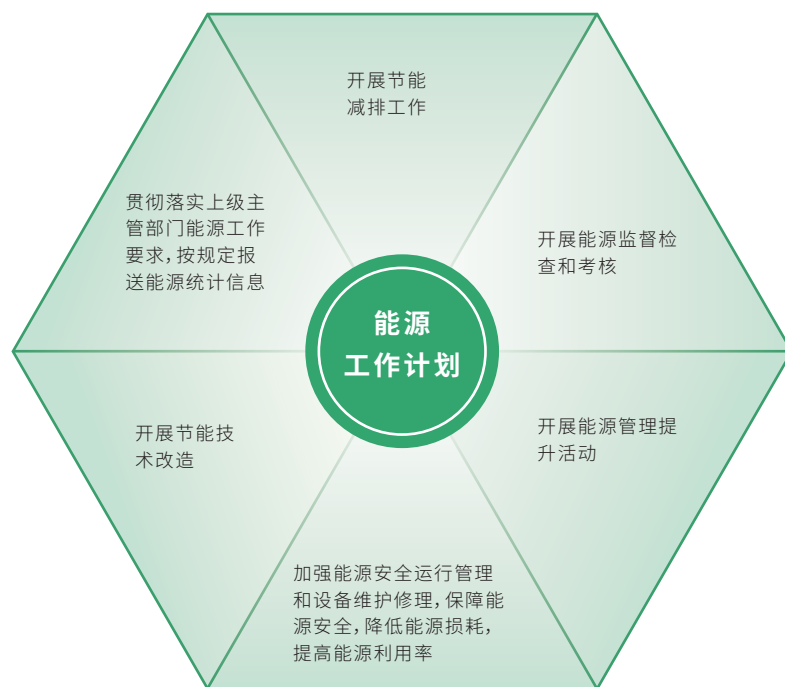 开展节能
减排工作
贯彻落实上级主
管部门能源工作
要求，按规定报
送能源统计信息
开展能源监督检
查和考核
能源
工作计划
开展节能技
术改造
开展能源管理提
升活动
加强能源安全运行管理
和设备维护修理，保障能
源安全，降低能源损耗，
提高能源利用率